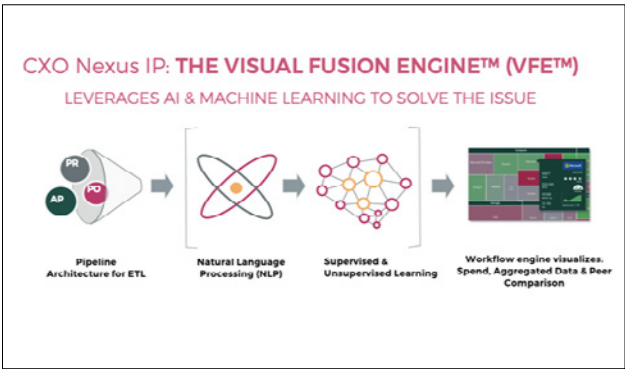 CXO Nexus IP: THE VISUAL FUSION ENGINE™ (VFE™)
LEVERAGES AI & MACHINE LEARNING TO SOLVE THE ISSUE
PR
PO
AP
Pipeline
Architecture for ETL
Natural Language
Processing (NLP)
Supervised &
Unsupervised Learning
Workflow engine visualizes.
Spend, Aggregated Data & Peer
Comparison